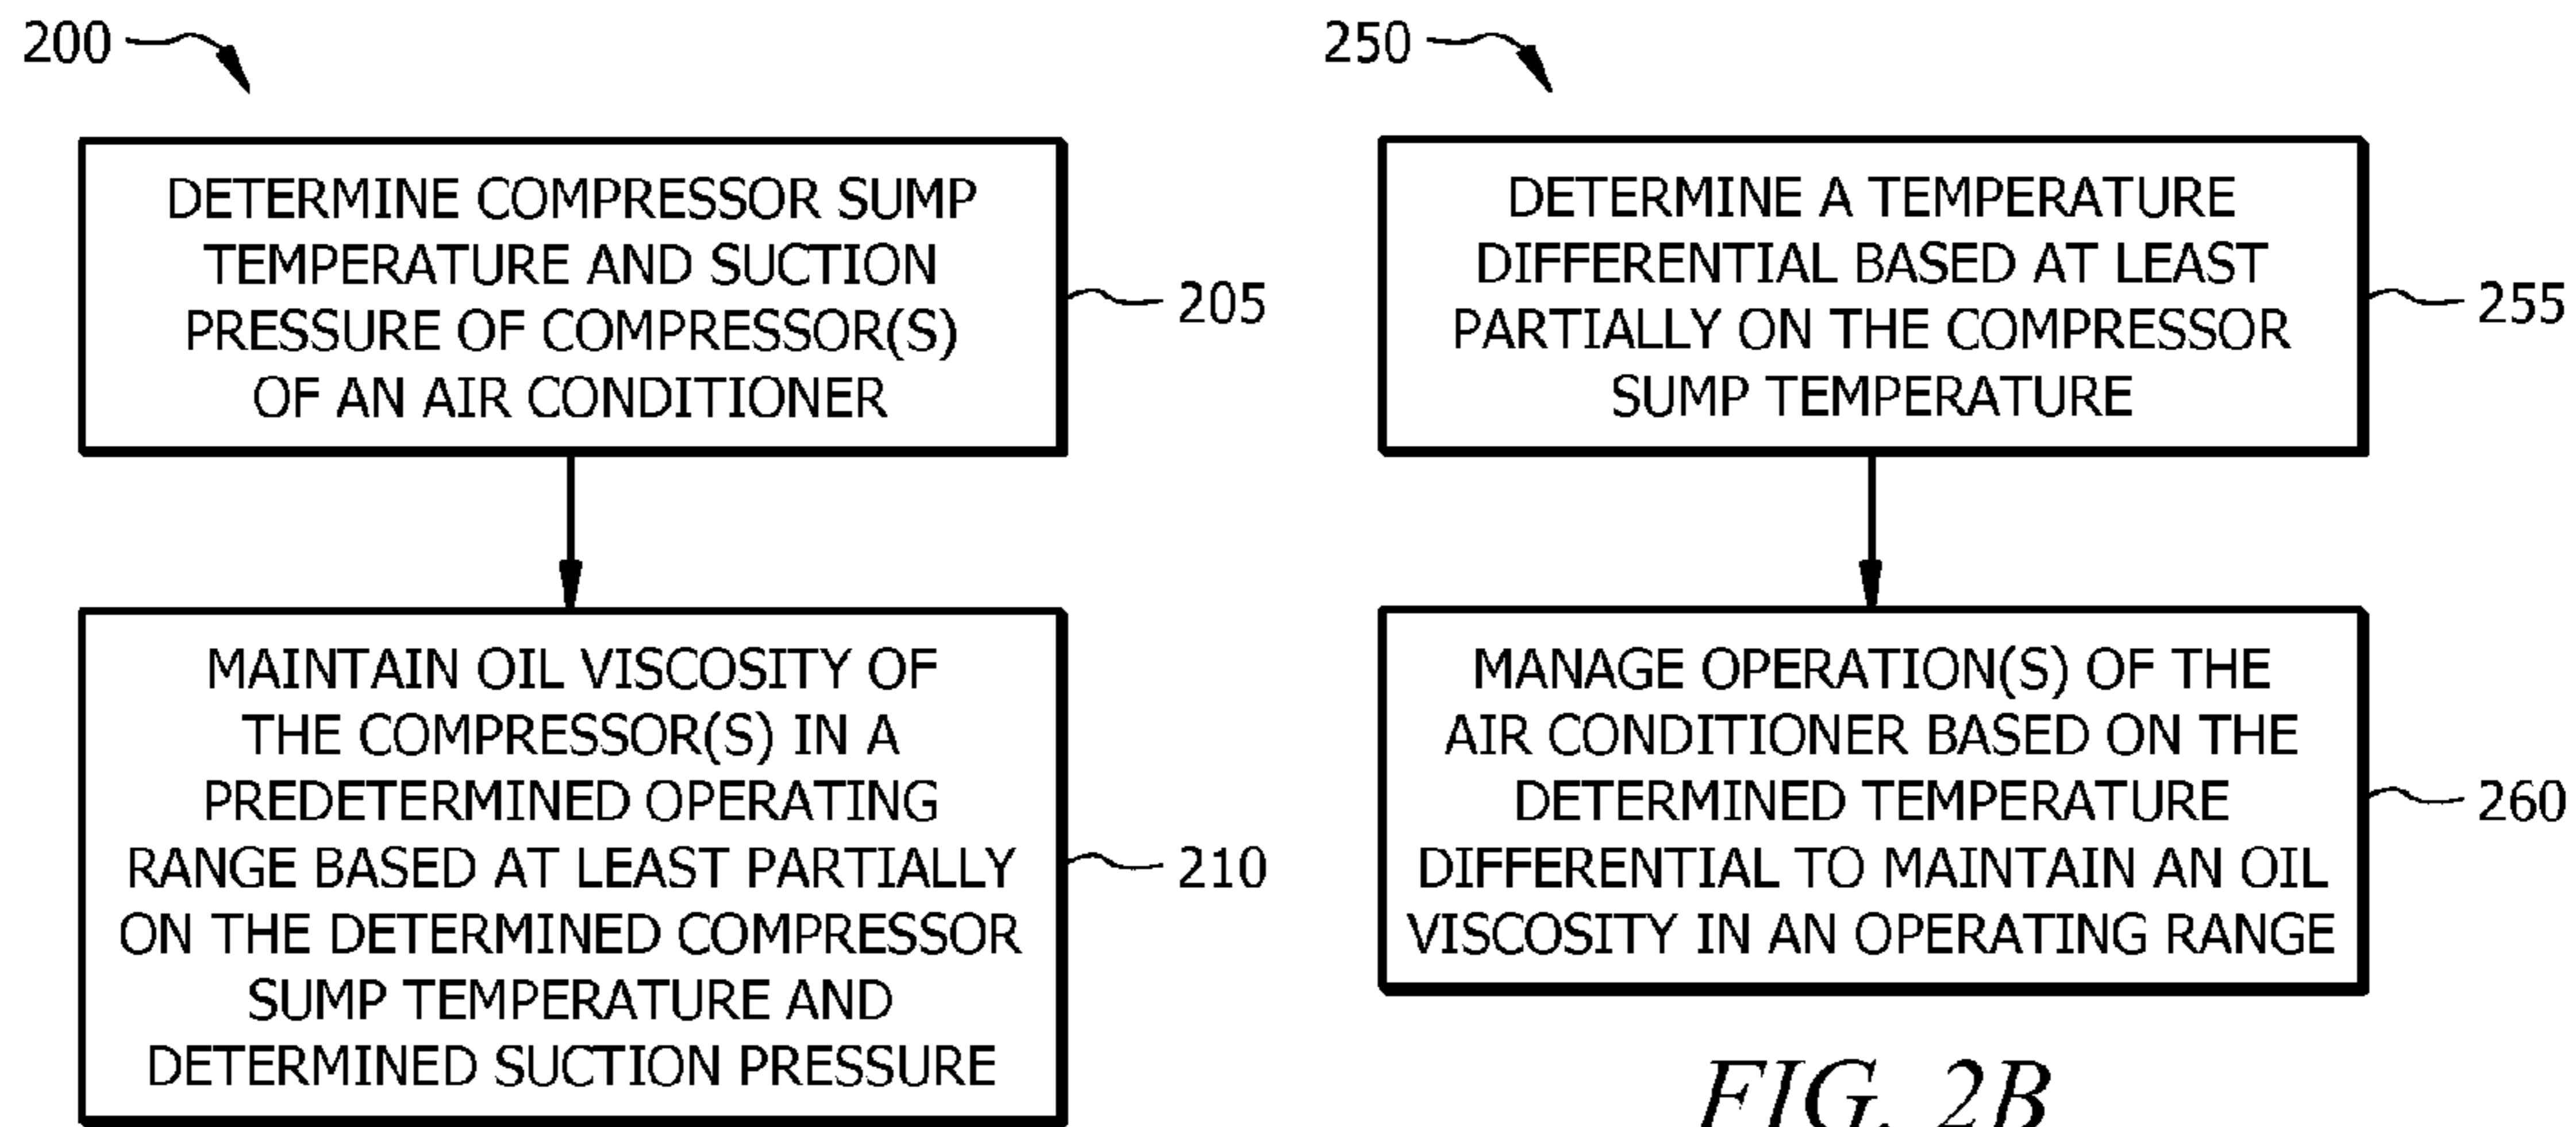 200
DETERMINE COMPRESSOR SUMP
TEMPERATURE AND SUCTION
PRESSURE OF COMPRESSOR(S)
OF AN AIR CONDITIONER
205
MAINTAIN OIL VISCOSITY OF
THE COMPRESSOR(S) IN A
PREDETERMINED OPERATING
RANGE BASED AT LEAST PARTIALLY
ON THE DETERMINED COMPRESSOR
SUMP TEMPERATURE AND
DETERMINED SUCTION PRESSURE
210
250
DETERMINE A TEMPERATURE
DIFFERENTIAL BASED AT LEAST
PARTIALLY ON THE COMPRESSOR
SUMP TEMPERATURE
255
MANAGE OPERATION(S) OF THE
AIR CONDITIONER BASED ON THE
DETERMINED TEMPERATURE
DIFFERENTIAL TO MAINTAIN AN OIL
VISCOSITY IN AN OPERATING RANGE
260
FIG. 2B